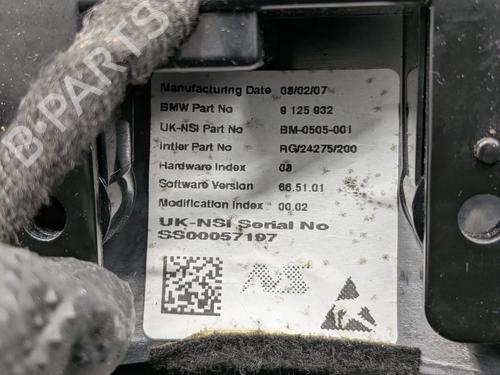 Manufacturing Date 08/02/07
BMW Part No 9 125 932
UK-NSI Part No BM-0505-001
Intier Part No RG/24275/200
Hardware Index 08
Software Version 66.51.01
Modification Index 00.02
UK-NSI Serial No
SS00057197
NS
B-PARTS